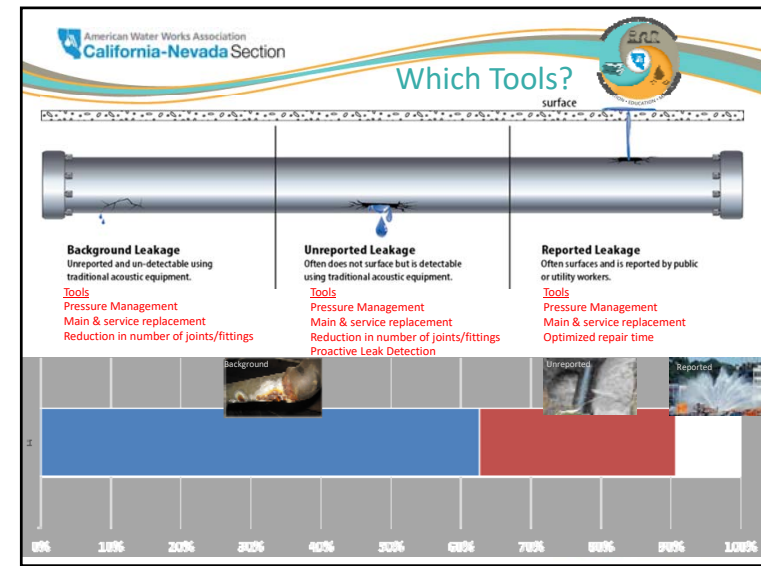 American Water Works Association
California-Nevada Section
Which Tools?
EDUCATION
surface
Background Leakage
Unreported and un-detectable using
traditional acoustic equipment.
Tools
Pressure Management
Main & service replacement
Reduction in number of joints/fittings
Unreported Leakage
Often does not surface but is detectable
using traditional acoustic equipment.
Tools
Pressure Management
Main & service replacement
Reduction in number of joints/fittings
Proactive Leak Detection
Reported Leakage
Often surfaces and is reported by public
or utility workers.
Tools
Pressure Management
Main & service replacement
Optimized repair time
Background
Unreported
Reported
0% 10% 20% 30% 40% 50% 60% 70% 80% 90% 100%